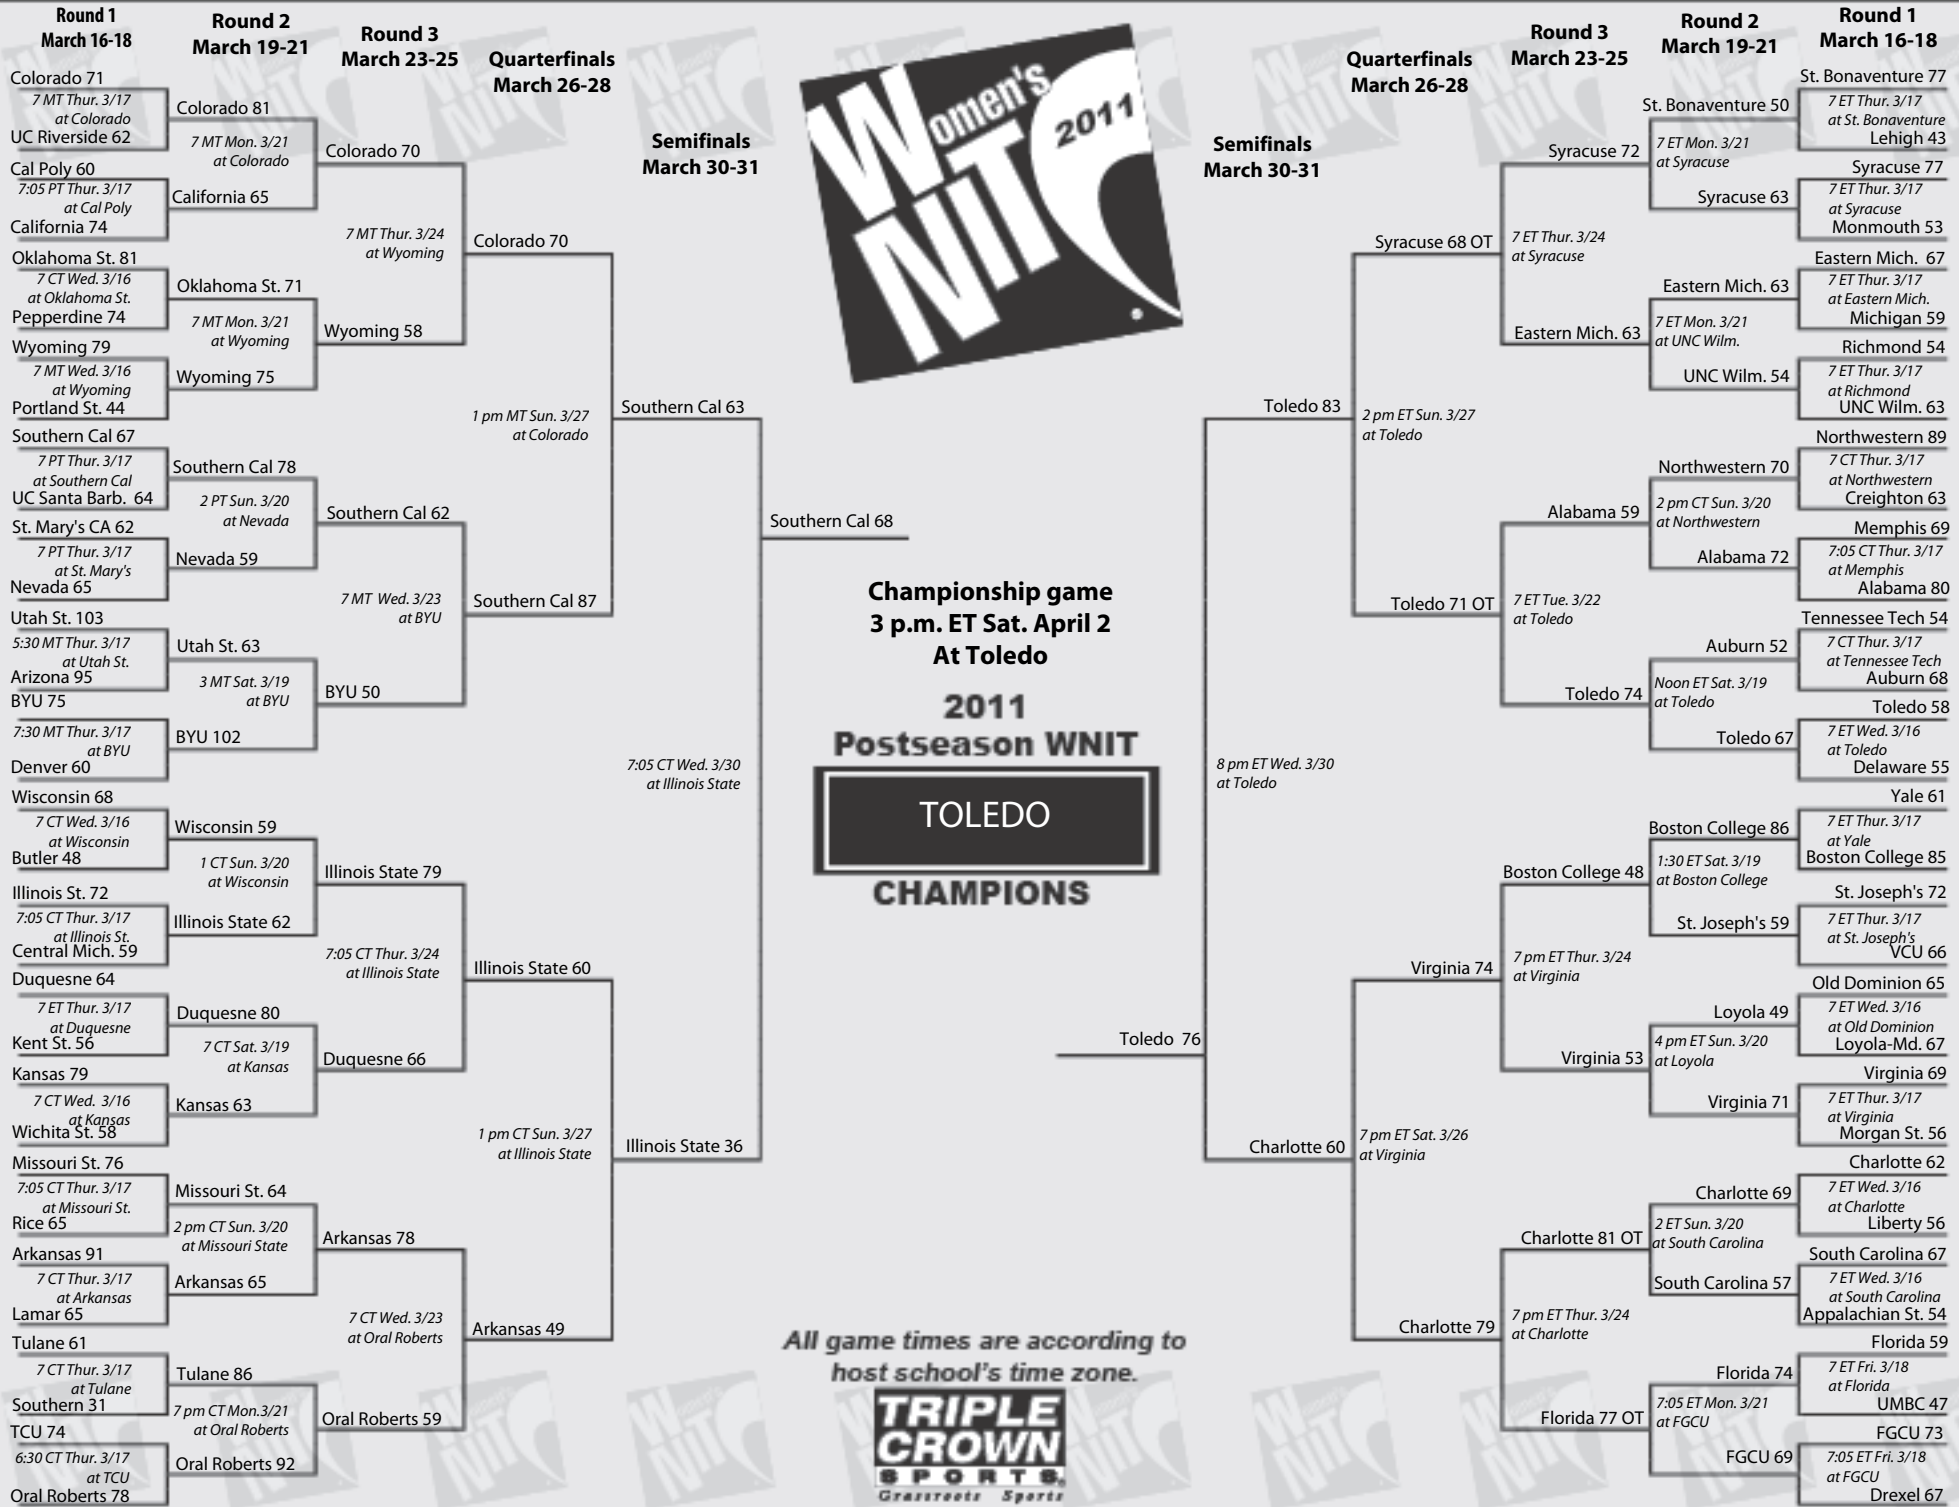 Round 1
March 16-18
Round 2
March 19-21
Round 3
March 23-25
Quarterfinals
March 26-28
Semifinals
March 30-31
Colorado 71
7 MT Thur. 3/17
at Colorado
UC Riverside 62
Cal Poly 60
7:05 PT Thur. 3/17
at Cal Poly
California 74
Oklahoma St. 81
7 CT Wed. 3/16
at Oklahoma St.
Pepperdine 74
Wyoming 79
7 MT Wed. 3/16
at Wyoming
Portland St. 44
Southern Cal 67
7 PT Thur. 3/17
at Southern Cal
UC Santa Barb. 64
St. Mary's CA 62
7 PT Thur. 3/17
at St. Mary's
Nevada 65
Utah St. 103
5:30 MT Thur. 3/17
at Utah St.
Arizona 95
BYU 75
7:30 MT Thur. 3/17
at BYU
Denver 60
Wisconsin 68
7 CT Wed. 3/16
at Wisconsin
Butler 48
Illinois St. 72
7:05 CT Thur. 3/17
at Illinois St.
Central Mich. 59
Duquesne 64
7 ET Thur. 3/17
at Duquesne
Kent St. 56
Kansas 79
7 CT Wed. 3/16
at Kansas
Wichita St. 58
Missouri St. 76
7:05 CT Thur. 3/17
at Missouri St.
Rice 65
Arkansas 91
7 CT Thur. 3/17
at Arkansas
Lamar 65
Tulane 61
7 CT Thur. 3/17
at Tulane
Southern 31
TCU 74
6:30 CT Thur. 3/17
at TCU
Oral Roberts 78
Colorado 81
7 MT Mon. 3/21
at Colorado
California 65
Oklahoma St. 71
7 MT Mon. 3/21
at Wyoming
Wyoming 75
Southern Cal 78
2 PT Sun. 3/20
at Nevada
Nevada 59
Utah St. 63
3 MT Sat. 3/19
at BYU
BYU 102
Wisconsin 59
1 CT Sun. 3/20
at Wisconsin
Illinois State 62
Duquesne 80
7 CT Sat. 3/19
at Kansas
Kansas 63
Missouri St. 64
2 pm CT Sun. 3/20
at Missouri State
Arkansas 65
Tulane 86
7 pm CT Mon.3/21
at Oral Roberts
Oral Roberts 92
Colorado 70
7 MT Thur. 3/24
at Wyoming
Wyoming 58
Southern Cal 62
7 MT Wed. 3/23
at BYU
BYU 50
Illinois State 79
7:05 CT Thur. 3/24
at Illinois State
Duquesne 66
Arkansas 78
7 CT Wed. 3/23
at Oral Roberts
Oral Roberts 59
Colorado 70
1 pm MT Sun. 3/27
at Colorado
Southern Cal 87
Illinois State 60
1 pm CT Sun. 3/27
at Illinois State
Arkansas 49
Southern Cal 63
7:05 CT Wed. 3/30
at Illinois State
Illinois State 36
Southern Cal 68
Women's
NIT
2011
Championship game
3 p.m. ET Sat. April 2
At Toledo
2011
Postseason WNIT
TOLEDO
CHAMPIONS
Toledo 76
All game times are according to
host school's time zone.
TRIPLE
CROWN
SPORTS
Grassroots Sports
Semifinals
March 30-31
Quarterfinals
March 26-28
Round 3
March 23-25
Round 2
March 19-21
Round 1
March 16-18
Toledo 83
8 pm ET Wed. 3/30
at Toledo
Charlotte 60
Syracuse 68 OT
2 pm ET Sun. 3/27
at Toledo
Toledo 71 OT
Virginia 74
7 pm ET Sat. 3/26
at Virginia
Charlotte 79
Syracuse 72
7 ET Thur. 3/24
at Syracuse
Eastern Mich. 63
Alabama 59
7 ET Tue. 3/22
at Toledo
Toledo 74
Boston College 48
7 pm ET Thur. 3/24
at Virginia
Virginia 53
Charlotte 81 OT
7 pm ET Thur. 3/24
at Charlotte
Florida 77 OT
St. Bonaventure 50
7 ET Mon. 3/21
at Syracuse
Syracuse 63
Eastern Mich. 63
7 ET Mon. 3/21
at UNC Wilm.
UNC Wilm. 54
Northwestern 70
2 pm CT Sun. 3/20
at Northwestern
Alabama 72
Auburn 52
Noon ET Sat. 3/19
at Toledo
Toledo 67
Boston College 86
1:30 ET Sat. 3/19
at Boston College
St. Joseph's 59
Loyola 49
4 pm ET Sun. 3/20
at Loyola
Virginia 71
Charlotte 69
2 ET Sun. 3/20
at South Carolina
South Carolina 57
Florida 74
7:05 ET Mon. 3/21
at FGCU
FGCU 69
St. Bonaventure 77
7 ET Thur. 3/17
at St. Bonaventure
Lehigh 43
Syracuse 77
7 ET Thur. 3/17
at Syracuse
Monmouth 53
Eastern Mich. 67
7 ET Thur. 3/17
at Eastern Mich.
Michigan 59
Richmond 54
7 ET Thur. 3/17
at Richmond
UNC Wilm. 63
Northwestern 89
7 CT Thur. 3/17
at Northwestern
Creighton 63
Memphis 69
7:05 CT Thur. 3/17
at Memphis
Alabama 80
Tennessee Tech 54
7 CT Thur. 3/17
at Tennessee Tech
Auburn 68
Toledo 58
7 ET Wed. 3/16
at Toledo
Delaware 55
Yale 61
7 ET Thur. 3/17
at Yale
Boston College 85
St. Joseph's 72
7 ET Thur. 3/17
at St. Joseph's
VCU 66
Old Dominion 65
7 ET Wed. 3/16
at Old Dominion
Loyola-Md. 67
Virginia 69
7 ET Thur. 3/17
at Virginia
Morgan St. 56
Charlotte 62
7 ET Wed. 3/16
at Charlotte
Liberty 56
South Carolina 67
7 ET Wed. 3/16
at South Carolina
Appalachian St. 54
Florida 59
7 ET Fri. 3/18
at Florida
UMBC 47
FGCU 73
7:05 ET Fri. 3/18
at FGCU
Drexel 67